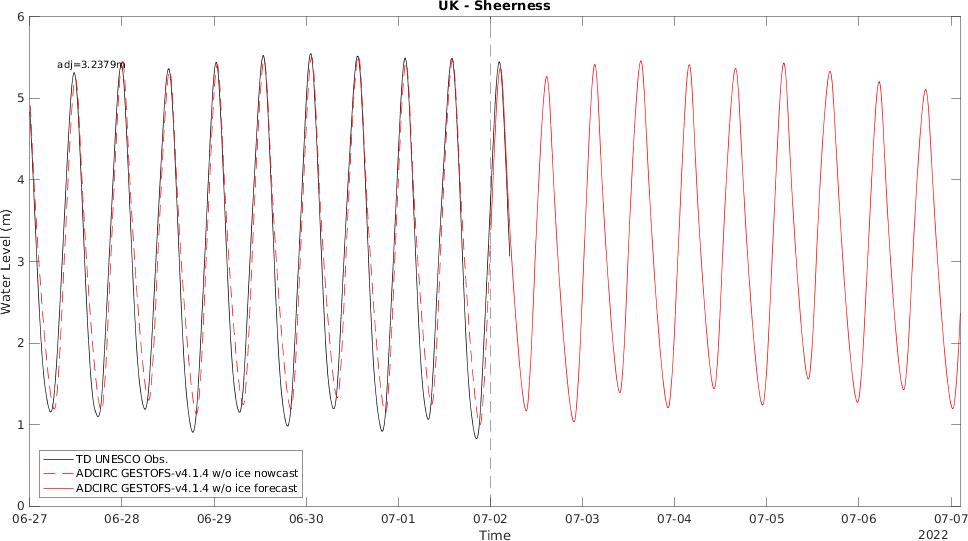 UK - Sheerness
adj=3.2379m
6
5
4
3
2
1
0
Water Level (m)
TD UNESCO Obs.
ADCIRC GESTOFS-v4.1.4 w/o ice nowcast
ADCIRC GESTOFS-v4.1.4 w/o ice forecast
06-27 06-28 06-29 06-30 07-01 07-02 07-03 07-04 07-05 07-06 07-07
Time
2022